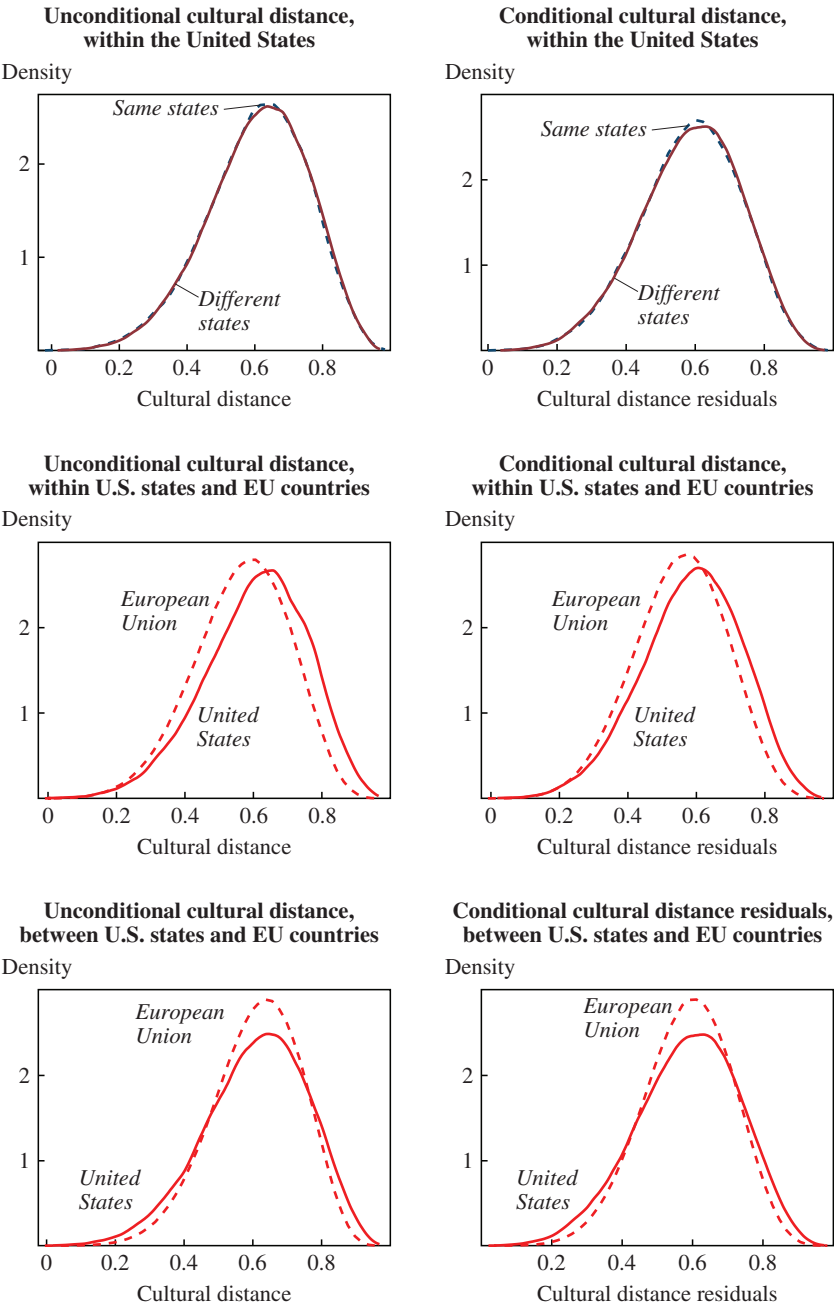 Unconditional cultural distance,
within the United States
Density
Same states
2
1
Different
states
0 0.2 0.4 0.6 0.8
Cultural distance
Conditional cultural distance,
within the United States
Density
Same states
2
1
Different
states
0 0.2 0.4 0.6 0.8
Cultural distance residuals
Unconditional cultural distance,
within U.S. states and EU countries
Density
European
Union
2
United
States
1
0 0.2 0.4 0.6 0.8
Cultural distance
Conditional cultural distance,
within U.S. states and EU countries
Density
European
Union
2
United
States
1
0 0.2 0.4 0.6 0.8
Cultural distance residuals
Unconditional cultural distance,
between U.S. states and EU countries
Density
European
Union
2
1
United
States
0 0.2 0.4 0.6 0.8
Cultural distance
Conditional cultural distance residuals,
between U.S. states and EU countries
Density
European
Union
2
1
United
States
0.2 0.4 0.6 0.8
Cultural distance residuals